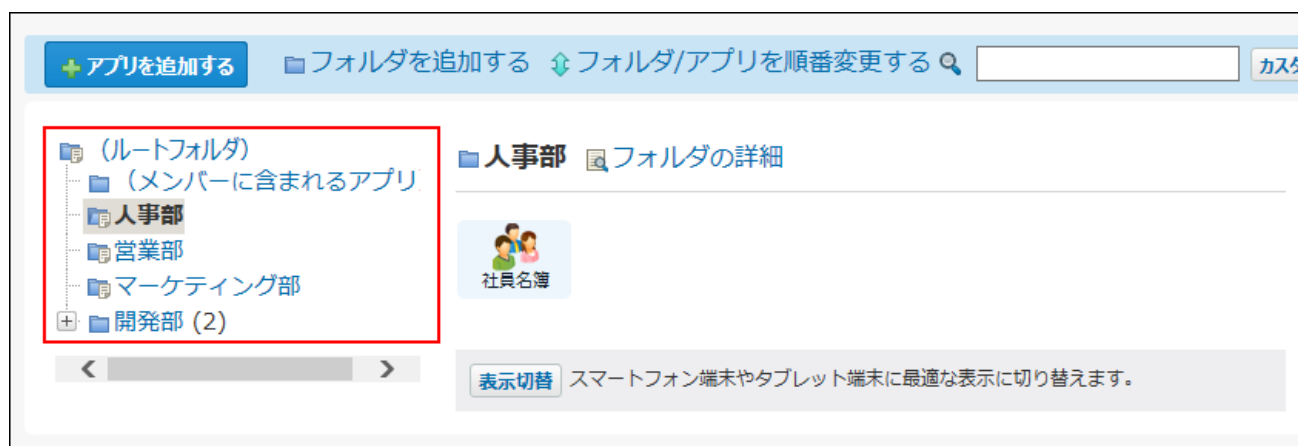 アプリを追加する フォルダを追加する フォルダ/アプリを順番変更する
(ルートフォルダ)
(メンバーに含まれるアプリ
人事部
営業部
マーケティング部
開発部 (2)
人事部 フォルダの詳細
社員名簿
表示切替 スマートフォン端末やタブレット端末に最適な表示に切り替えます。